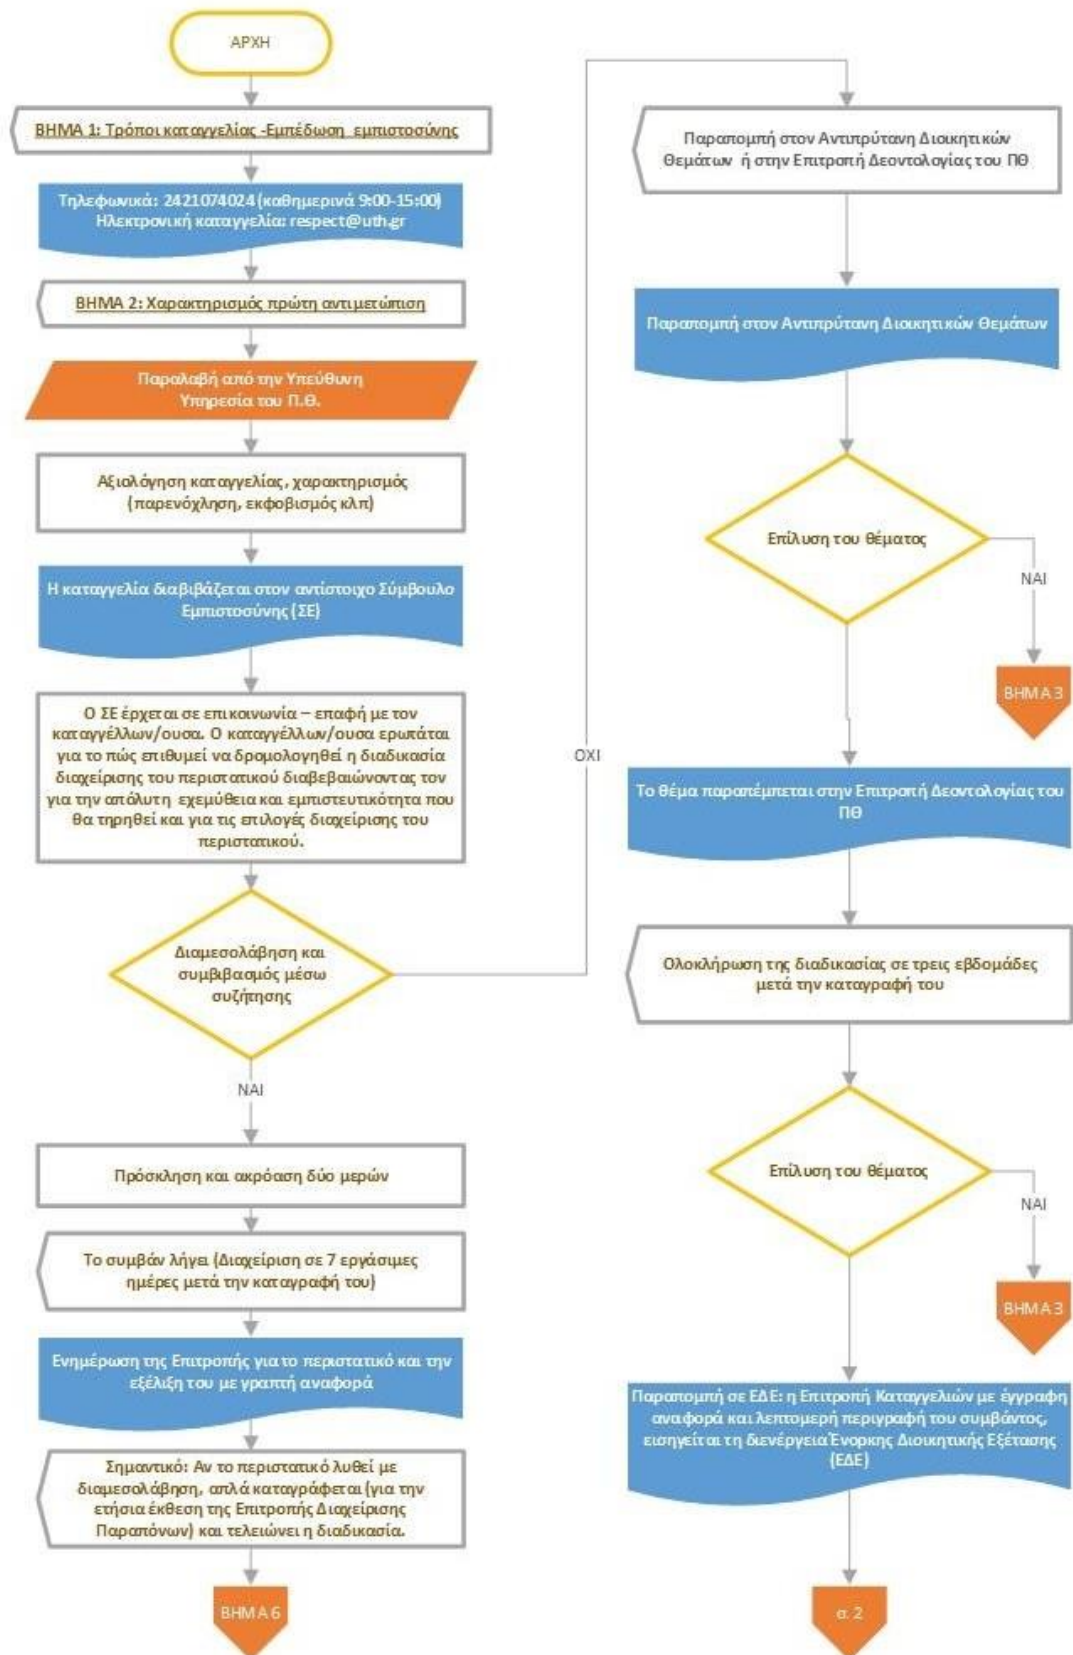 ΑΡΧΗ
ΒΗΜΑ 1: Τρόποι καταγγελίας -Εμπέδωση εμπιστοσύνης
Τηλεφωνικά: 2421074024 (καθημερινά 9:00-15:00)
Ηλεκτρονική καταγγελία: respect@uth.gr
ΒΗΜΑ 2: Χαρακτηρισμός πρώτη αντιμετώπιση
Παραλαβή από την Υπεύθυνη
Υπηρεσία του Π.Θ.
Αξιολόγηση καταγγελίας, χαρακτηρισμός
(παρενόχληση, εκφοβισμός κλπ)
Η καταγγελία διαβιβάζεται στον αντίστοιχο Σύμβουλο
Εμπιστοσύνης (ΣΕ)
Ο ΣΕ έρχεται σε επικοινωνία – επαφή με τον
καταγγέλλων/ουσα. Ο καταγγέλλων/ουσα ερωτάται
για το πώς επιθυμεί να δρομολογηθεί η διαδικασία
διαχείρισης του περιστατικού διαβεβαιώνοντας τον
για την απόλυτη εχεμύθεια και εμπιστευτικότητα που
θα τηρηθεί και για τις επιλογές διαχείρισης του
περιστατικού.
Διαμεσολάβηση και
συμβιβασμός μέσω
συζήτησης
ΝΑΙ
Πρόσκληση και ακρόαση δύο μερών
Το συμβάν λήγει (Διαχείριση σε 7 εργάσιμες
ημέρες μετά την καταγραφή του)
Ενημέρωση της Επιτροπής για το περιστατικό και την
εξέλιξη του με γραπτή αναφορά
Σημαντικό: Αν το περιστατικό λυθεί με
διαμεσολάβηση, απλά καταγράφεται (για την
ετήσια έκθεση της Επιτροπής Διαχείρισης
Παραπόνων) και τελειώνει η διαδικασία.
ΒΗΜΑ 6
ΟΧΙ
Παραπομπή στον Αντιπρύτανη Διοικητικών
Θεμάτων ή στην Επιτροπή Δεοντολογίας του ΠΘ
Παραπομπή στον Αντιπρύτανη Διοικητικών Θεμάτων
Επίλυση του θέματος
ΝΑΙ
ΒΗΜΑ 3
Το θέμα παραπέμπεται στην Επιτροπή Δεοντολογίας του
ΠΘ
Ολοκλήρωση της διαδικασίας σε τρεις εβδομάδες
μετά την καταγραφή του
Επίλυση του θέματος
ΝΑΙ
ΒΗΜΑ 3
Παραπομπή σε ΕΔΕ: η Επιτροπή Καταγγελιών με έγγραφη
αναφορά και λεπτομερή περιγραφή του συμβάντος,
εισηγείται τη διενέργεια Ένορκης Διοικητικής Εξέτασης
(ΕΔΕ)
σ. 2